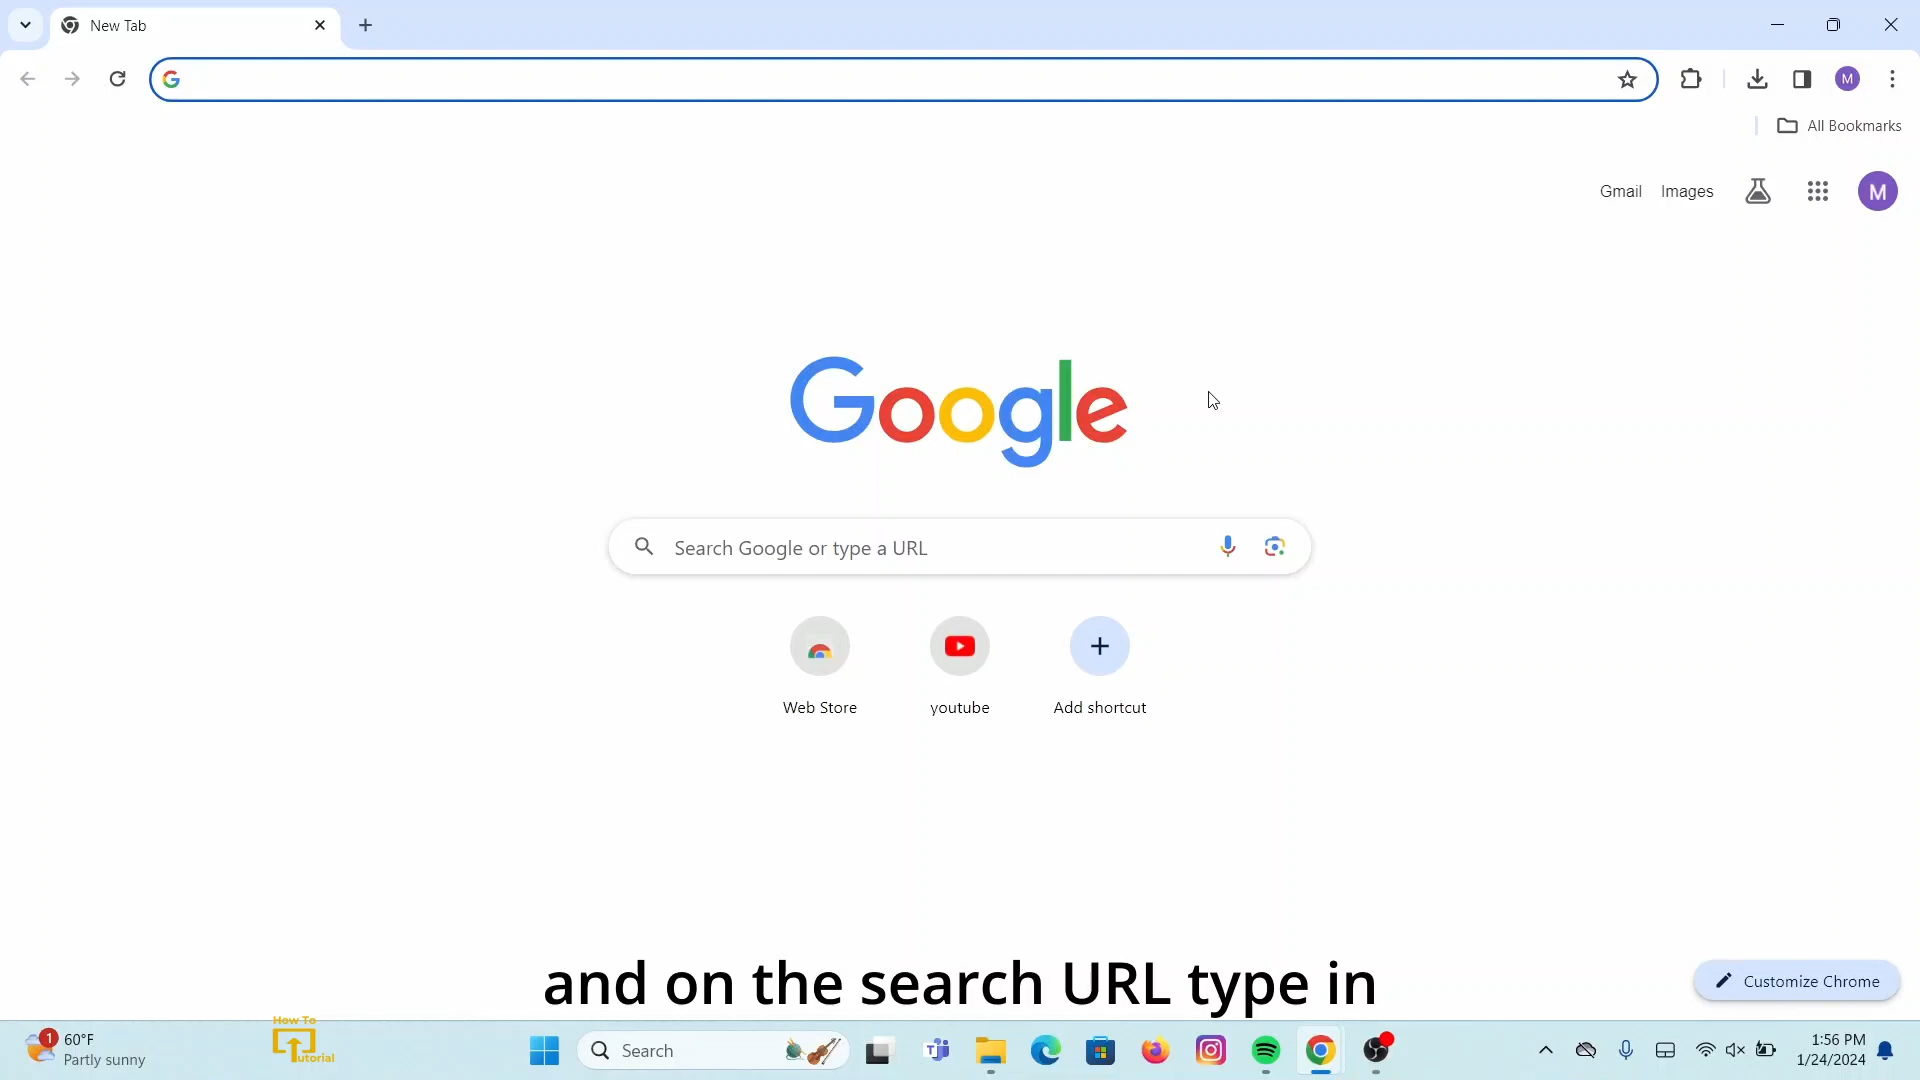 New Tab
All Bookmarks
Gmail Images
M
M
Google
Search Google or type a URL
Web Store
youtube
Add shortcut
and on the search URL type in
Customize Chrome
1
60°F
Partly sunny
How To
Tutorial
Search
1:56 PM
1/24/2024